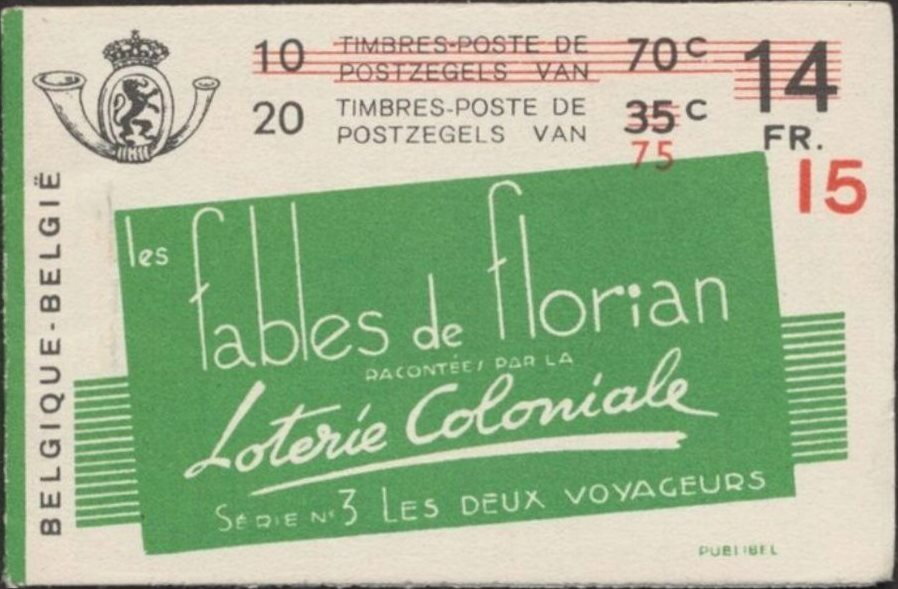 10 TIMBRES-POSTE DE 70C 14
POSTZEGELS VAN
20 TIMBRES-POSTE DE 35C FR.
POSTZEGELS VAN 75 15
BELGIQUE-BELGIË
les fables de florian
RACONTÉES PAR LA
Loterie Coloniale
SÉRIE N° 3 LES DEUX VOYAGEURS
PUBLIBEL